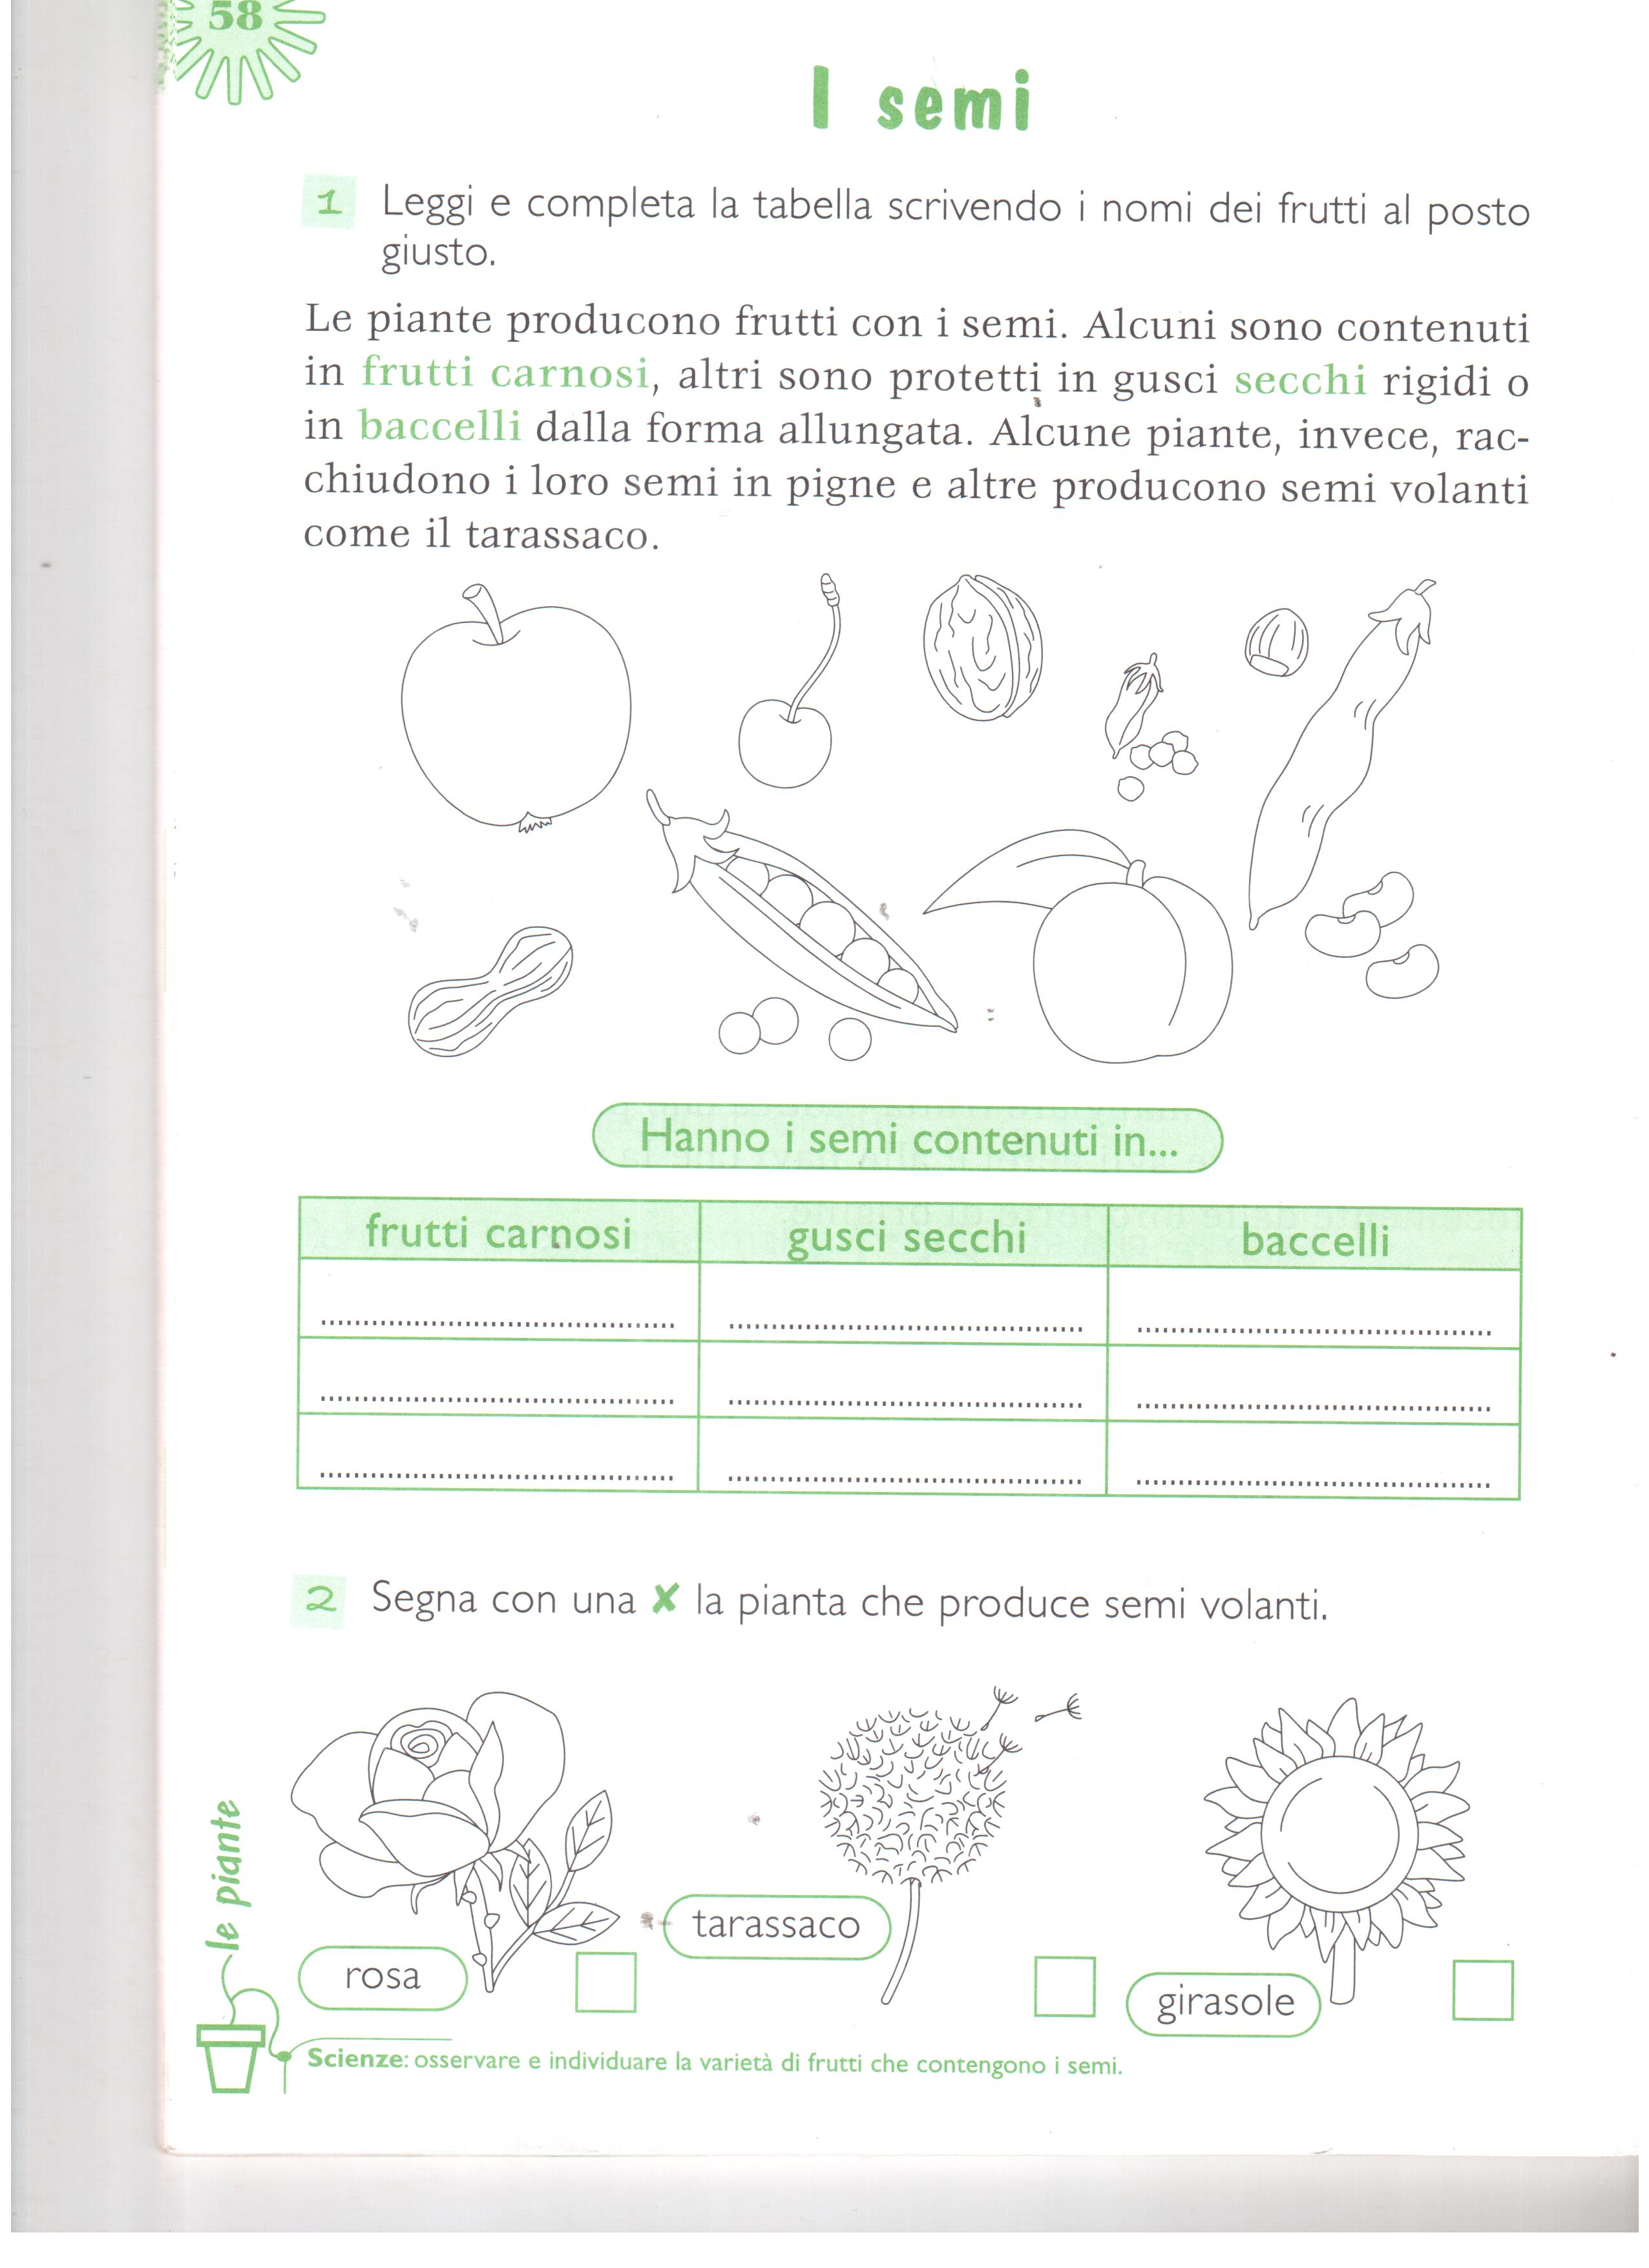 58
I semi
1 Leggi e completa la tabella scrivendo i nomi dei frutti al posto
giusto.
Le piante producono frutti con i semi. Alcuni sono contenuti
in frutti carnosi, altri sono protetti in gusci secchi rigidi o
in baccelli dalla forma allungata. Alcune piante, invece, rac-
chiudono i loro semi in pigne e altre producono semi volanti
come il tarassaco.
Hanno i semi contenuti in...
frutti carnosi gusci secchi baccelli
2 Segna con una ✘ la pianta che produce semi volanti.
rosa
tarassaco
girasole
le piante
Scienze: osservare e individuare la varietà di frutti che contengono i semi.